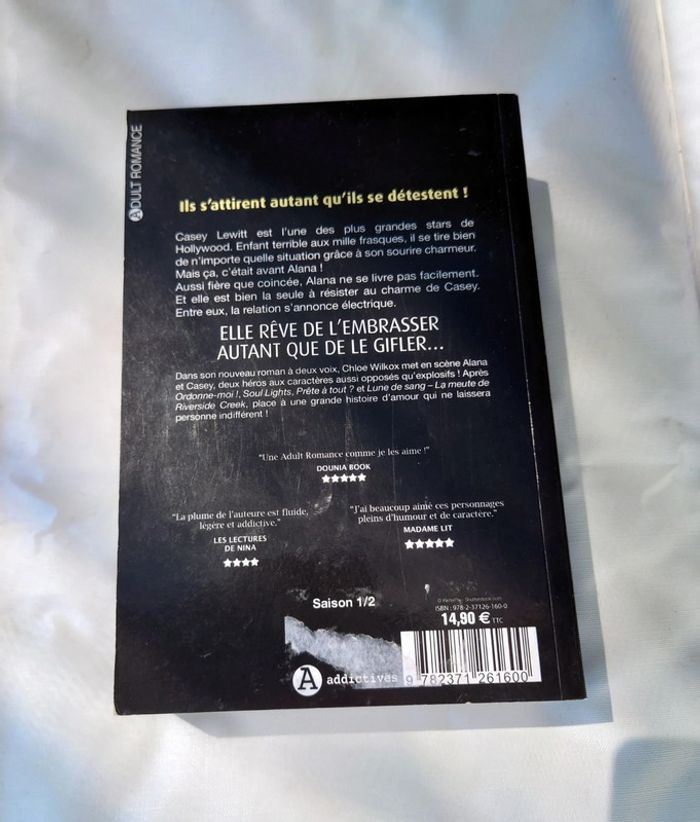 ADULT ROMANCE
Ils s'attirent autant qu'ils se détestent !
Casey Lewitt est l'une des plus grandes stars de
Hollywood. Enfant terrible aux mille frasques, il se tire bien
de n'importe quelle situation grâce à son sourire charmeur.
Mais ça, c'était avant Alana !
Aussi fière que coincée, Alana ne se livre pas facilement.
Et elle est bien la seule à résister au charme de Casey.
Entre eux, la relation s'annonce électrique.
ELLE RÊVE DE L'EMBRASSER
AUTANT QUE DE LE GIFLER...
Dans son nouveau roman à deux voix, Chloe Wilkox met en scène Alana
et Casey, deux héros aux caractères aussi opposés qu'explosifs ! Après
Ordonne-moi !, Soul Lights, Prête à tout ? et Lune de sang – La meute de
Riverside Creek, place à une grande histoire d'amour qui ne laissera
personne indifférent !
"Une Adult Romance comme je les aime !"
DOUNIA BOOK
"La plume de l'auteure est fluide,
légère et addictive."
LES LECTURES
DE NINA
"J'ai beaucoup aimé ces personnages
pleins d'humour et de caractère."
MADAME LIT
Saison 1/2
Shutterstock.com
ISBN : 978-2-37126-160-0
14,90 € TTC
A addictives
9 782371 261600